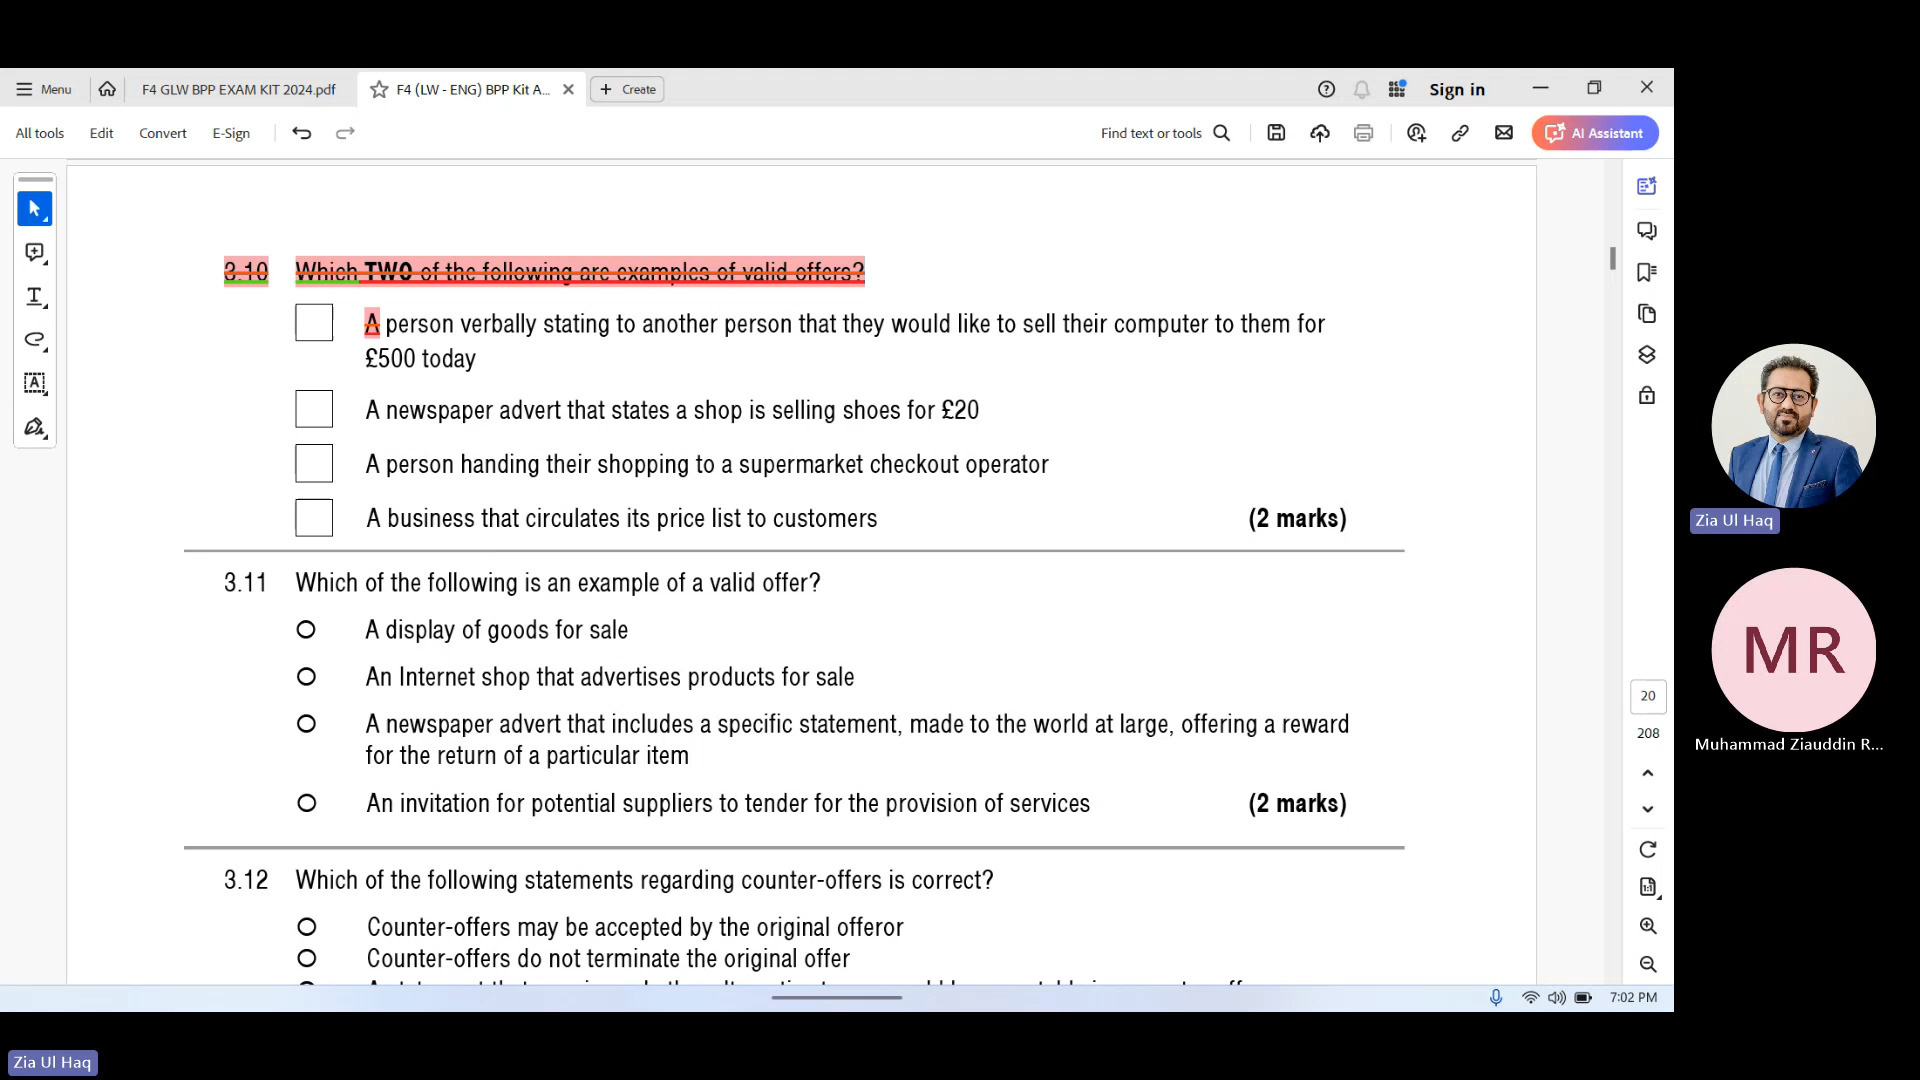 Menu
F4 GLW BPP EXAM KIT 2024.pdf
F4 (LW - ENG) BPP Kit A...
Create
Sign in
All tools
Edit
Convert
E-Sign
Find text or tools
AI Assistant
3.10 Which TWO of the following are examples of valid offers?
A person verbally stating to another person that they would like to sell their computer to them for
£500 today
A newspaper advert that states a shop is selling shoes for £20
A person handing their shopping to a supermarket checkout operator
A business that circulates its price list to customers (2 marks)
3.11 Which of the following is an example of a valid offer?
A display of goods for sale
An Internet shop that advertises products for sale
A newspaper advert that includes a specific statement, made to the world at large, offering a reward
for the return of a particular item
An invitation for potential suppliers to tender for the provision of services (2 marks)
3.12 Which of the following statements regarding counter-offers is correct?
Counter-offers may be accepted by the original offeror
Counter-offers do not terminate the original offer
20
208
7:02 PM
Zia Ul Haq
MR
Muhammad Ziauddin R...
Zia Ul Haq